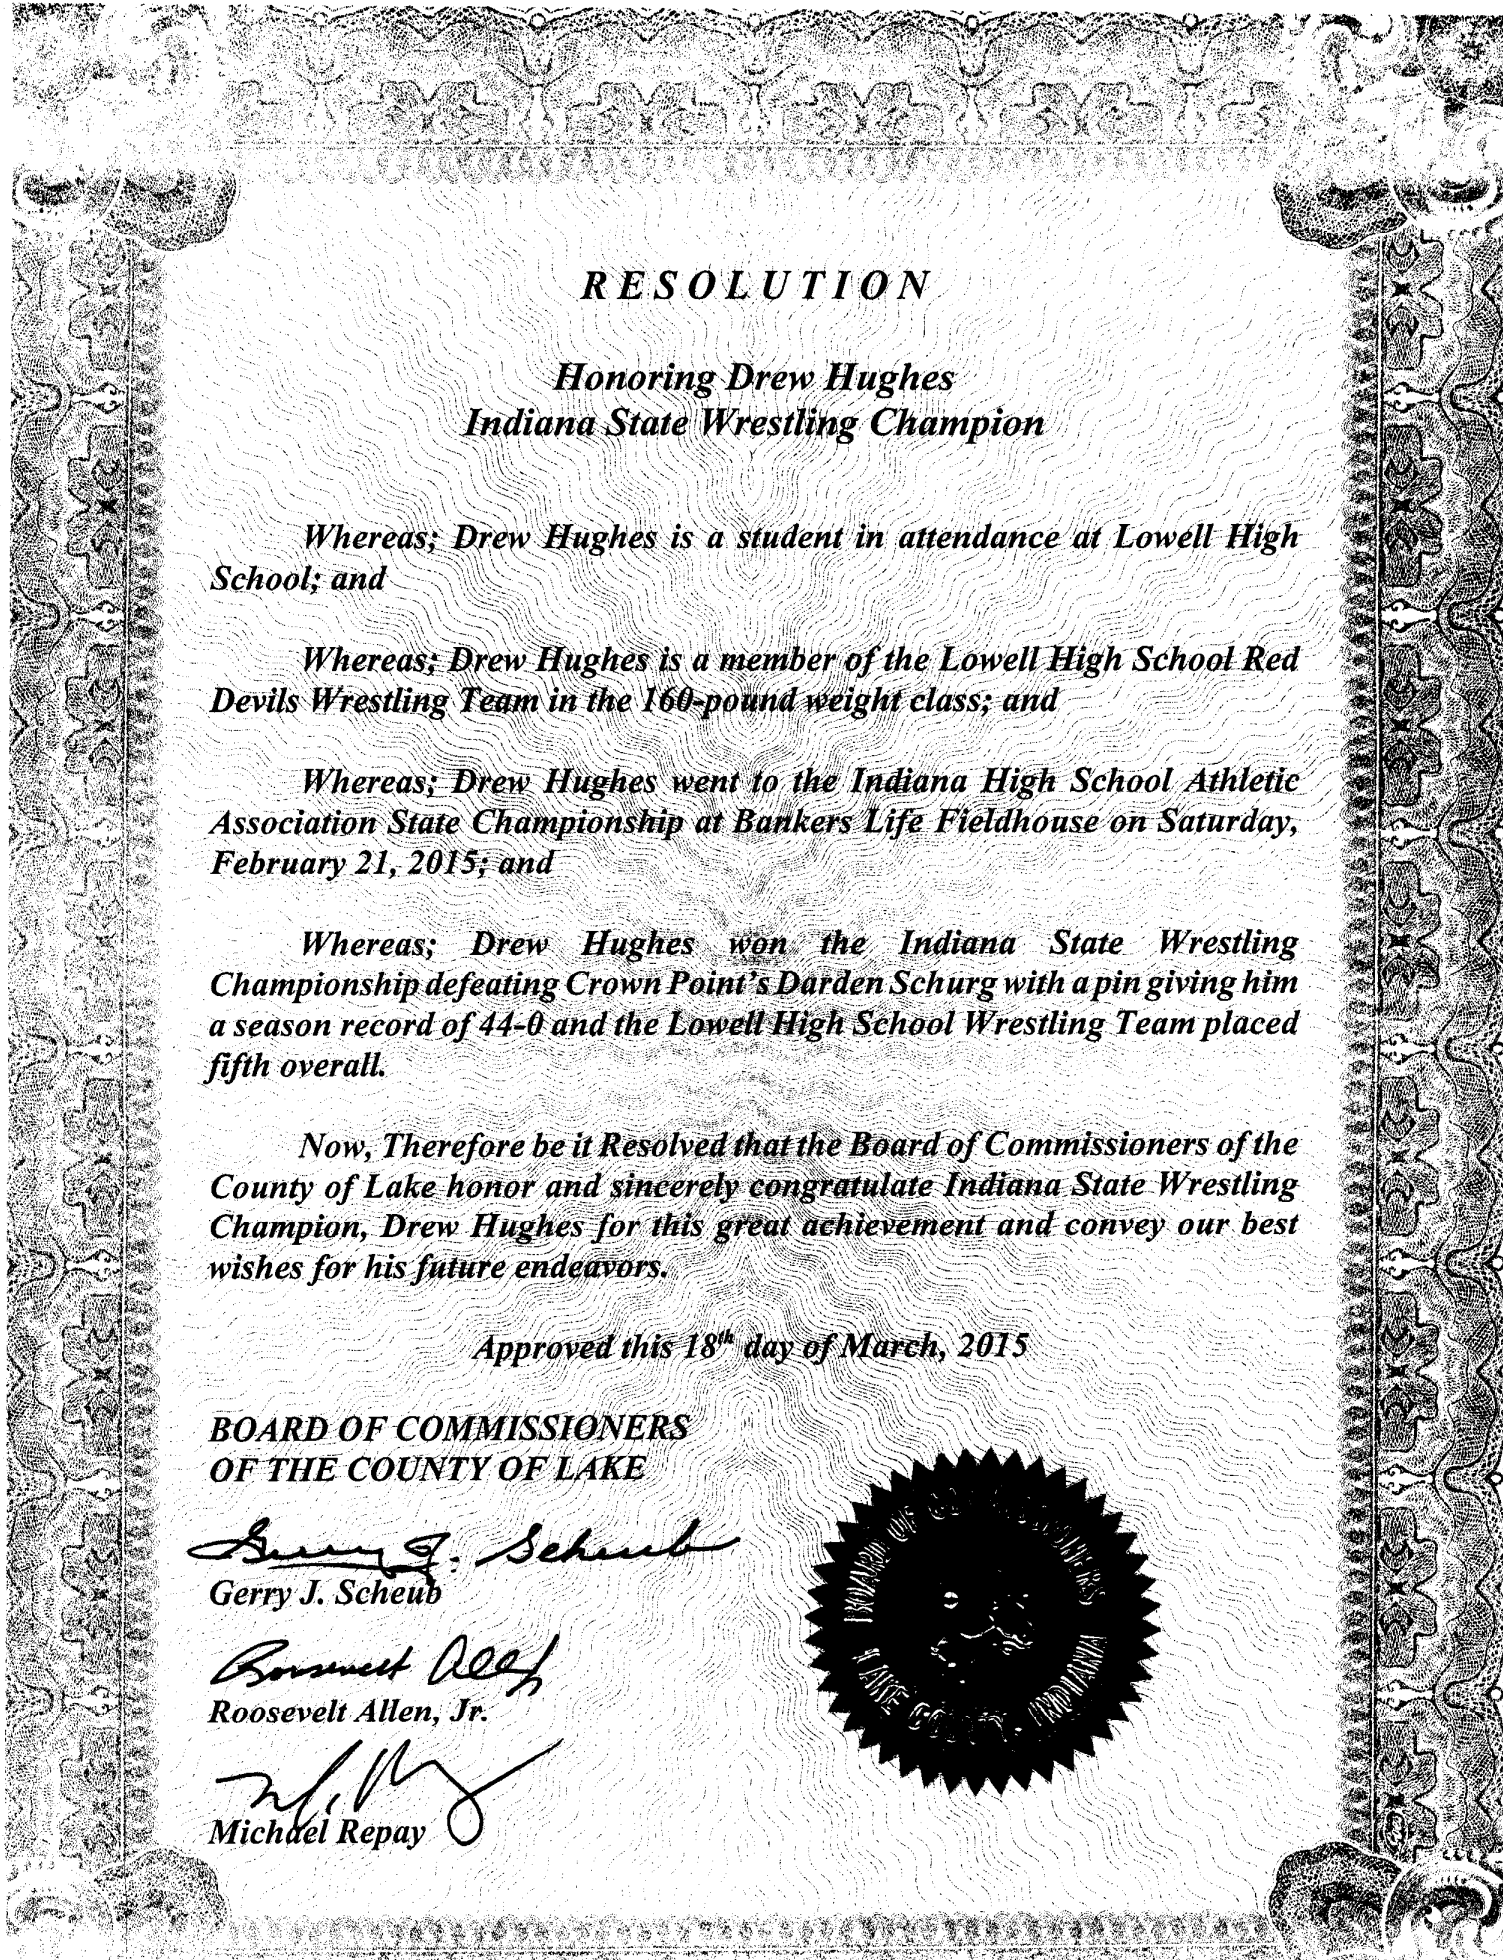 RESOLUTION
Honoring Drew Hughes
Indiana State Wrestling Champion
Whereas; Drew Hughes is a student in attendance at Lowell High
School; and
Whereas; Drew Hughes is a member of the Lowell High School Red
Devils Wrestling Team in the 160-pound weight class; and
Whereas; Drew Hughes went to the Indiana High School Athletic
Association State Championship at Bankers Life Fieldhouse on Saturday,
February 21, 2015; and
Whereas; Drew Hughes won the Indiana State Wrestling
Championship defeating Crown Point's Darden Schurg with a pin giving him
a season record of 44-0 and the Lowell High School Wrestling Team placed
fifth overall.
Now, Therefore be it Resolved that the Board of Commissioners of the
County of Lake honor and sincerely congratulate Indiana State Wrestling
Champion, Drew Hughes for this great achievement and convey our best
wishes for his future endeavors.
Approved this 18th day of March, 2015
BOARD OF COMMISSIONERS
OF THE COUNTY OF LAKE
Gerry J. Scheub
Gerry J. Scheub
Roosevelt Allen
Roosevelt Allen, Jr.
Michael Repay
BOARD OF COMMISSIONERS
LAKE COUNTY, INDIANA